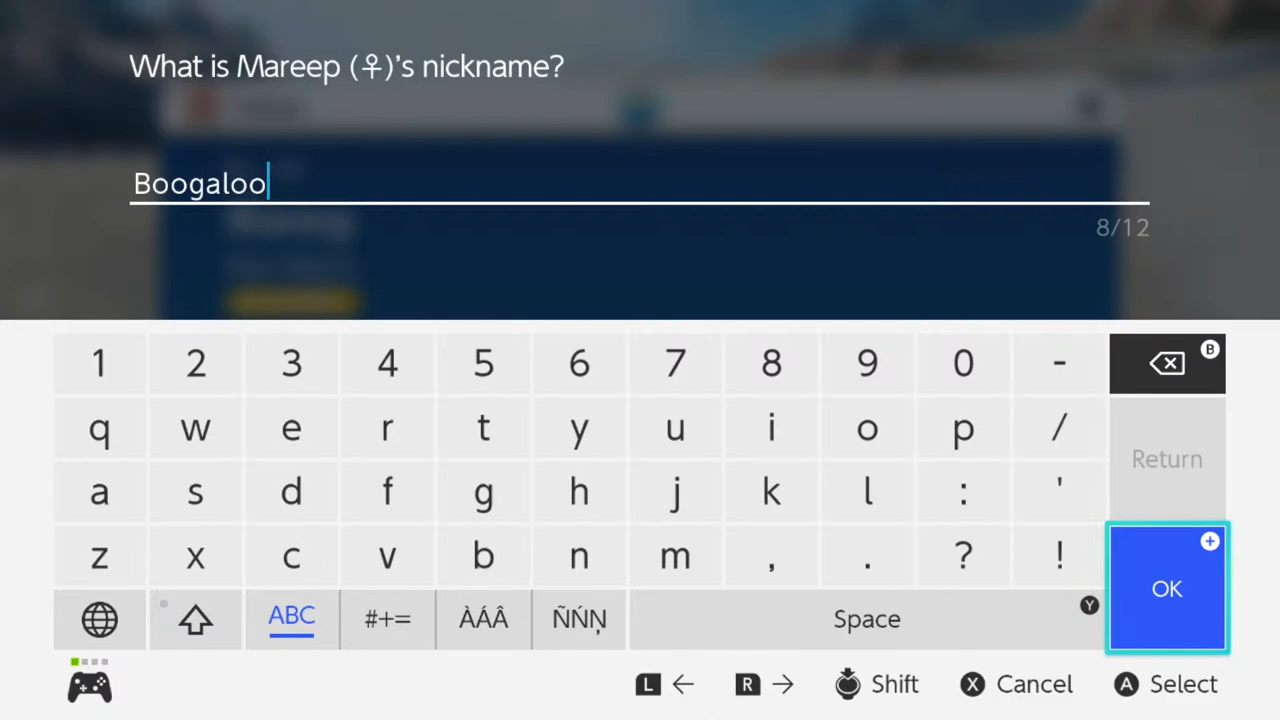 What is Mareep (♀)'s nickname?
Boogaloo
8/12
1 2 3 4 5 6 7 8 9 0 - B
q w e r t y u i o p /
Return
a s d f g h j k l : '
z x c v b n m , . ? ! +
OK
ABC #+= ÀÁÂ ÑŃŅ Space Y
L ← R → Shift X Cancel A Select